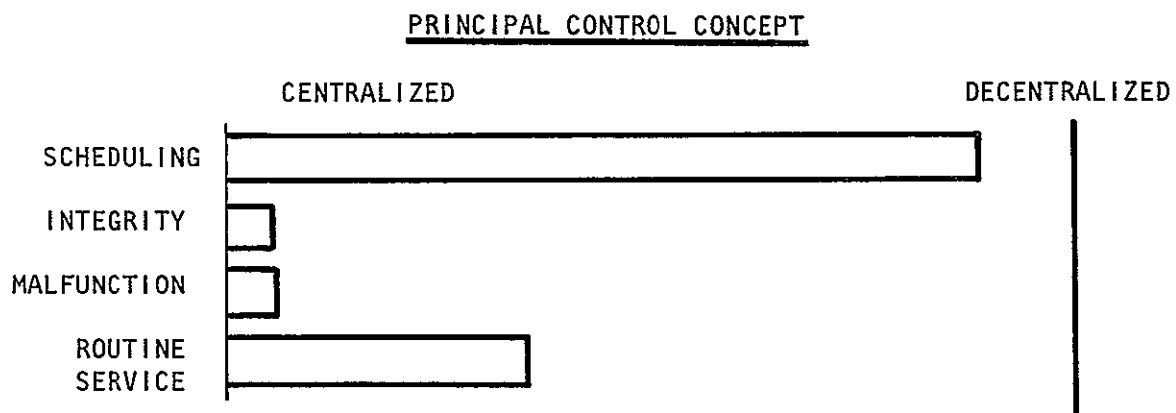 PRINCIPAL CONTROL CONCEPT
CENTRALIZED DECENTRALIZED
SCHEDULING
INTEGRITY
MALFUNCTION
ROUTINE
SERVICE